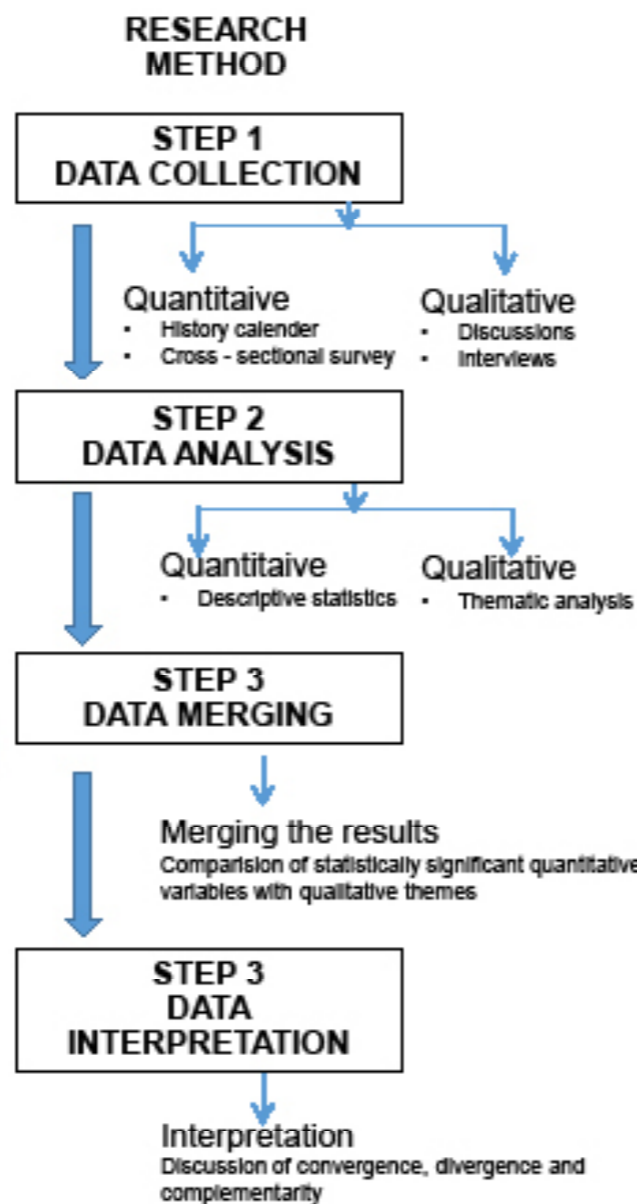 RESEARCH
METHOD
STEP 1
DATA COLLECTION
Quantitaive
▪ History calender
▪ Cross - sectional survey
Qualitative
▪ Discussions
▪ Interviews
STEP 2
DATA ANALYSIS
Quantitaive
▪ Descriptive statistics
Qualitative
▪ Thematic analysis
STEP 3
DATA MERGING
Merging the results
Comparision of statistically significant quantitative
variables with qualitative themes
STEP 3
DATA
INTERPRETATION
Interpretation
Discussion of convergence, divergence and
complementarity